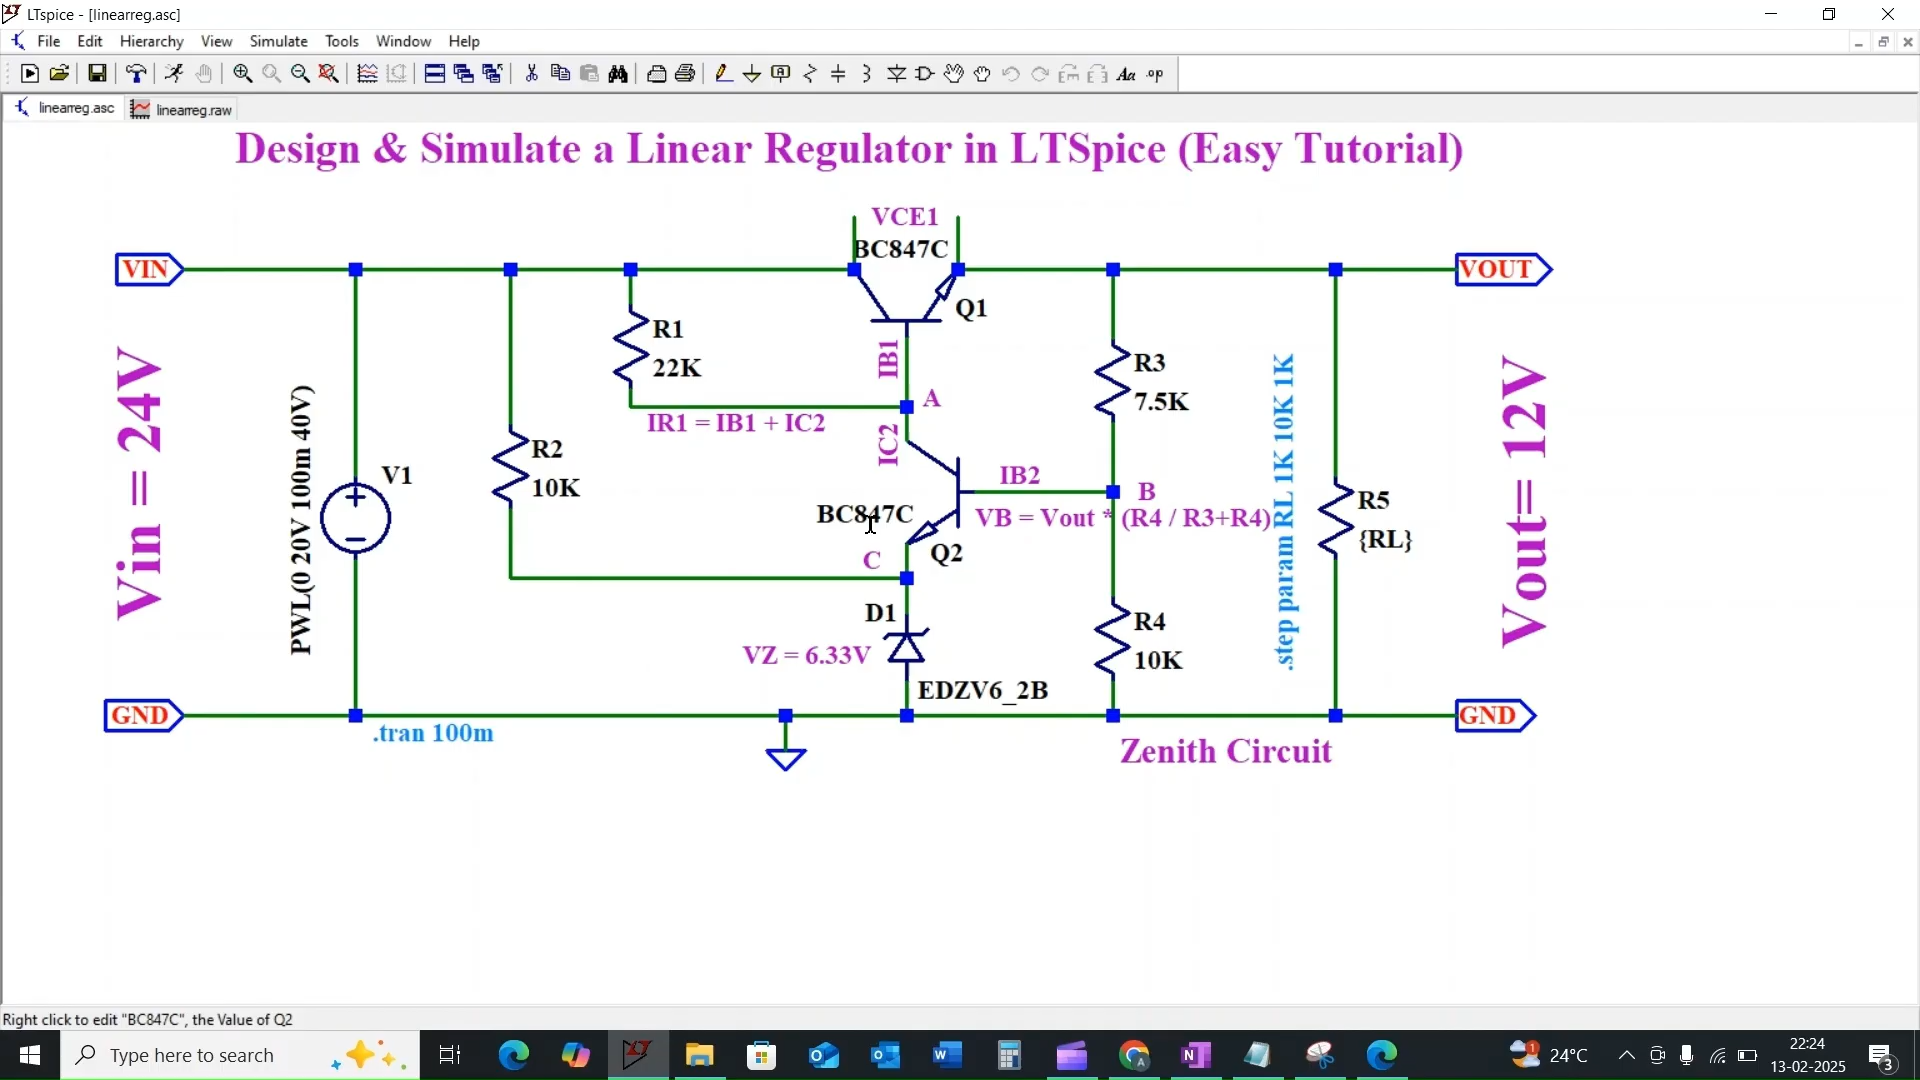 LTspice - [linearreg.asc]
File Edit Hierarchy View Simulate Tools Window Help
linearreg.asc linearreg.raw
Design & Simulate a Linear Regulator in LTSpice (Easy Tutorial)
VCE1
BC847C
VIN
VOUT
Q1
R1
22K
IB1
R3
7.5K
A
IR1 = IB1 + IC2
IC2
R2
10K
V1
PWL(0 20V 100m 40V)
Vin = 24V
IB2
B
BC847C
VB = Vout * (R4 / R3+R4)
Q2
C
.step param RL 1K 10K 1K
R5
{RL}
Vout= 12V
D1
VZ = 6.33V
EDZV6_2B
R4
10K
GND
GND
.tran 100m
Zenith Circuit
Right click to edit "BC847C", the Value of Q2
Type here to search
24°C
22:24
13-02-2025